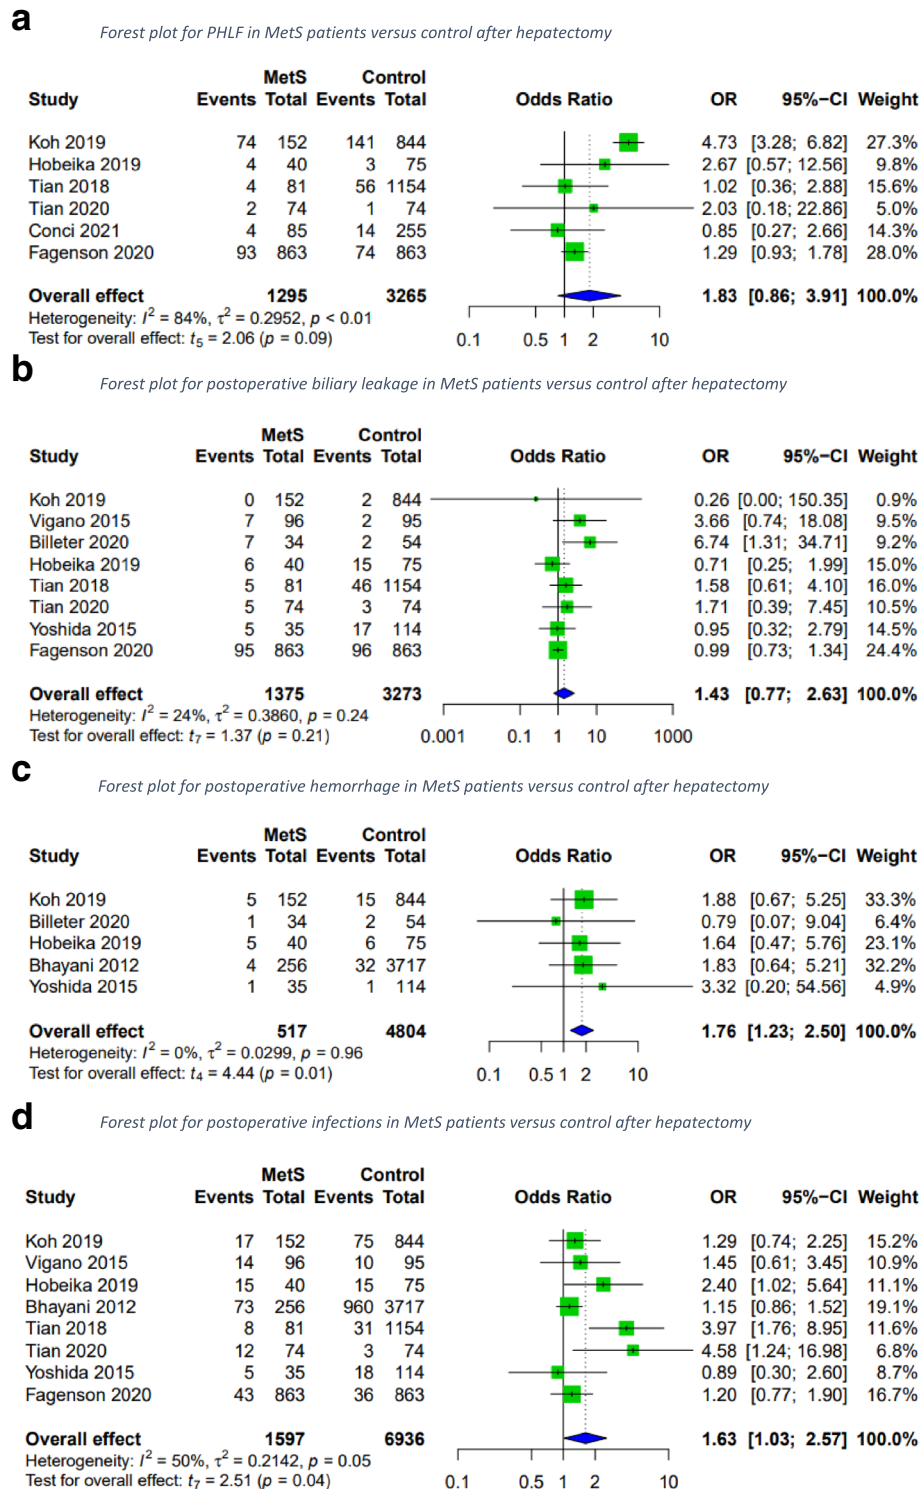 a
Forest plot for PHLF in MetS patients versus control after hepatectomy
MetS Control
Study Events Total Events Total Odds Ratio OR 95%−CI Weight
Koh 2019 74 152 141 844 4.73 [3.28; 6.82] 27.3%
Hobeika 2019 4 40 3 75 2.67 [0.57; 12.56] 9.8%
Tian 2018 4 81 56 1154 1.02 [0.36; 2.88] 15.6%
Tian 2020 2 74 1 74 2.03 [0.18; 22.86] 5.0%
Conci 2021 4 85 14 255 0.85 [0.27; 2.66] 14.3%
Fagenson 2020 93 863 74 863 1.29 [0.93; 1.78] 28.0%
Overall effect 1295 3265 1.83 [0.86; 3.91] 100.0%
Heterogeneity: I² = 84%, τ² = 0.2952, p < 0.01
Test for overall effect: t₅ = 2.06 (p = 0.09)
0.1 0.5 1 2 10
b
Forest plot for postoperative biliary leakage in MetS patients versus control after hepatectomy
MetS Control
Study Events Total Events Total Odds Ratio OR 95%−CI Weight
Koh 2019 0 152 2 844 0.26 [0.00; 150.35] 0.9%
Vigano 2015 7 96 2 95 3.66 [0.74; 18.08] 9.5%
Billeter 2020 7 34 2 54 6.74 [1.31; 34.71] 9.2%
Hobeika 2019 6 40 15 75 0.71 [0.25; 1.99] 15.0%
Tian 2018 5 81 46 1154 1.58 [0.61; 4.10] 16.0%
Tian 2020 5 74 3 74 1.71 [0.39; 7.45] 10.5%
Yoshida 2015 5 35 17 114 0.95 [0.32; 2.79] 14.5%
Fagenson 2020 95 863 96 863 0.99 [0.73; 1.34] 24.4%
Overall effect 1375 3273 1.43 [0.77; 2.63] 100.0%
Heterogeneity: I² = 24%, τ² = 0.3860, p = 0.24
Test for overall effect: t₇ = 1.37 (p = 0.21)
0.001 0.1 1 10 1000
c
Forest plot for postoperative hemorrhage in MetS patients versus control after hepatectomy
MetS Control
Study Events Total Events Total Odds Ratio OR 95%−CI Weight
Koh 2019 5 152 15 844 1.88 [0.67; 5.25] 33.3%
Billeter 2020 1 34 2 54 0.79 [0.07; 9.04] 6.4%
Hobeika 2019 5 40 6 75 1.64 [0.47; 5.76] 23.1%
Bhayani 2012 4 256 32 3717 1.83 [0.64; 5.21] 32.2%
Yoshida 2015 1 35 1 114 3.32 [0.20; 54.56] 4.9%
Overall effect 517 4804 1.76 [1.23; 2.50] 100.0%
Heterogeneity: I² = 0%, τ² = 0.0299, p = 0.96
Test for overall effect: t₄ = 4.44 (p = 0.01)
0.1 0.5 1 2 10
d
Forest plot for postoperative infections in MetS patients versus control after hepatectomy
MetS Control
Study Events Total Events Total Odds Ratio OR 95%−CI Weight
Koh 2019 17 152 75 844 1.29 [0.74; 2.25] 15.2%
Vigano 2015 14 96 10 95 1.45 [0.61; 3.45] 10.9%
Hobeika 2019 15 40 15 75 2.40 [1.02; 5.64] 11.1%
Bhayani 2012 73 256 960 3717 1.15 [0.86; 1.52] 19.1%
Tian 2018 8 81 31 1154 3.97 [1.76; 8.95] 11.6%
Tian 2020 12 74 3 74 4.58 [1.24; 16.98] 6.8%
Yoshida 2015 5 35 18 114 0.89 [0.30; 2.60] 8.7%
Fagenson 2020 43 863 36 863 1.20 [0.77; 1.90] 16.7%
Overall effect 1597 6936 1.63 [1.03; 2.57] 100.0%
Heterogeneity: I² = 50%, τ² = 0.2142, p = 0.05
Test for overall effect: t₇ = 2.51 (p = 0.04)
0.1 0.5 1 2 10